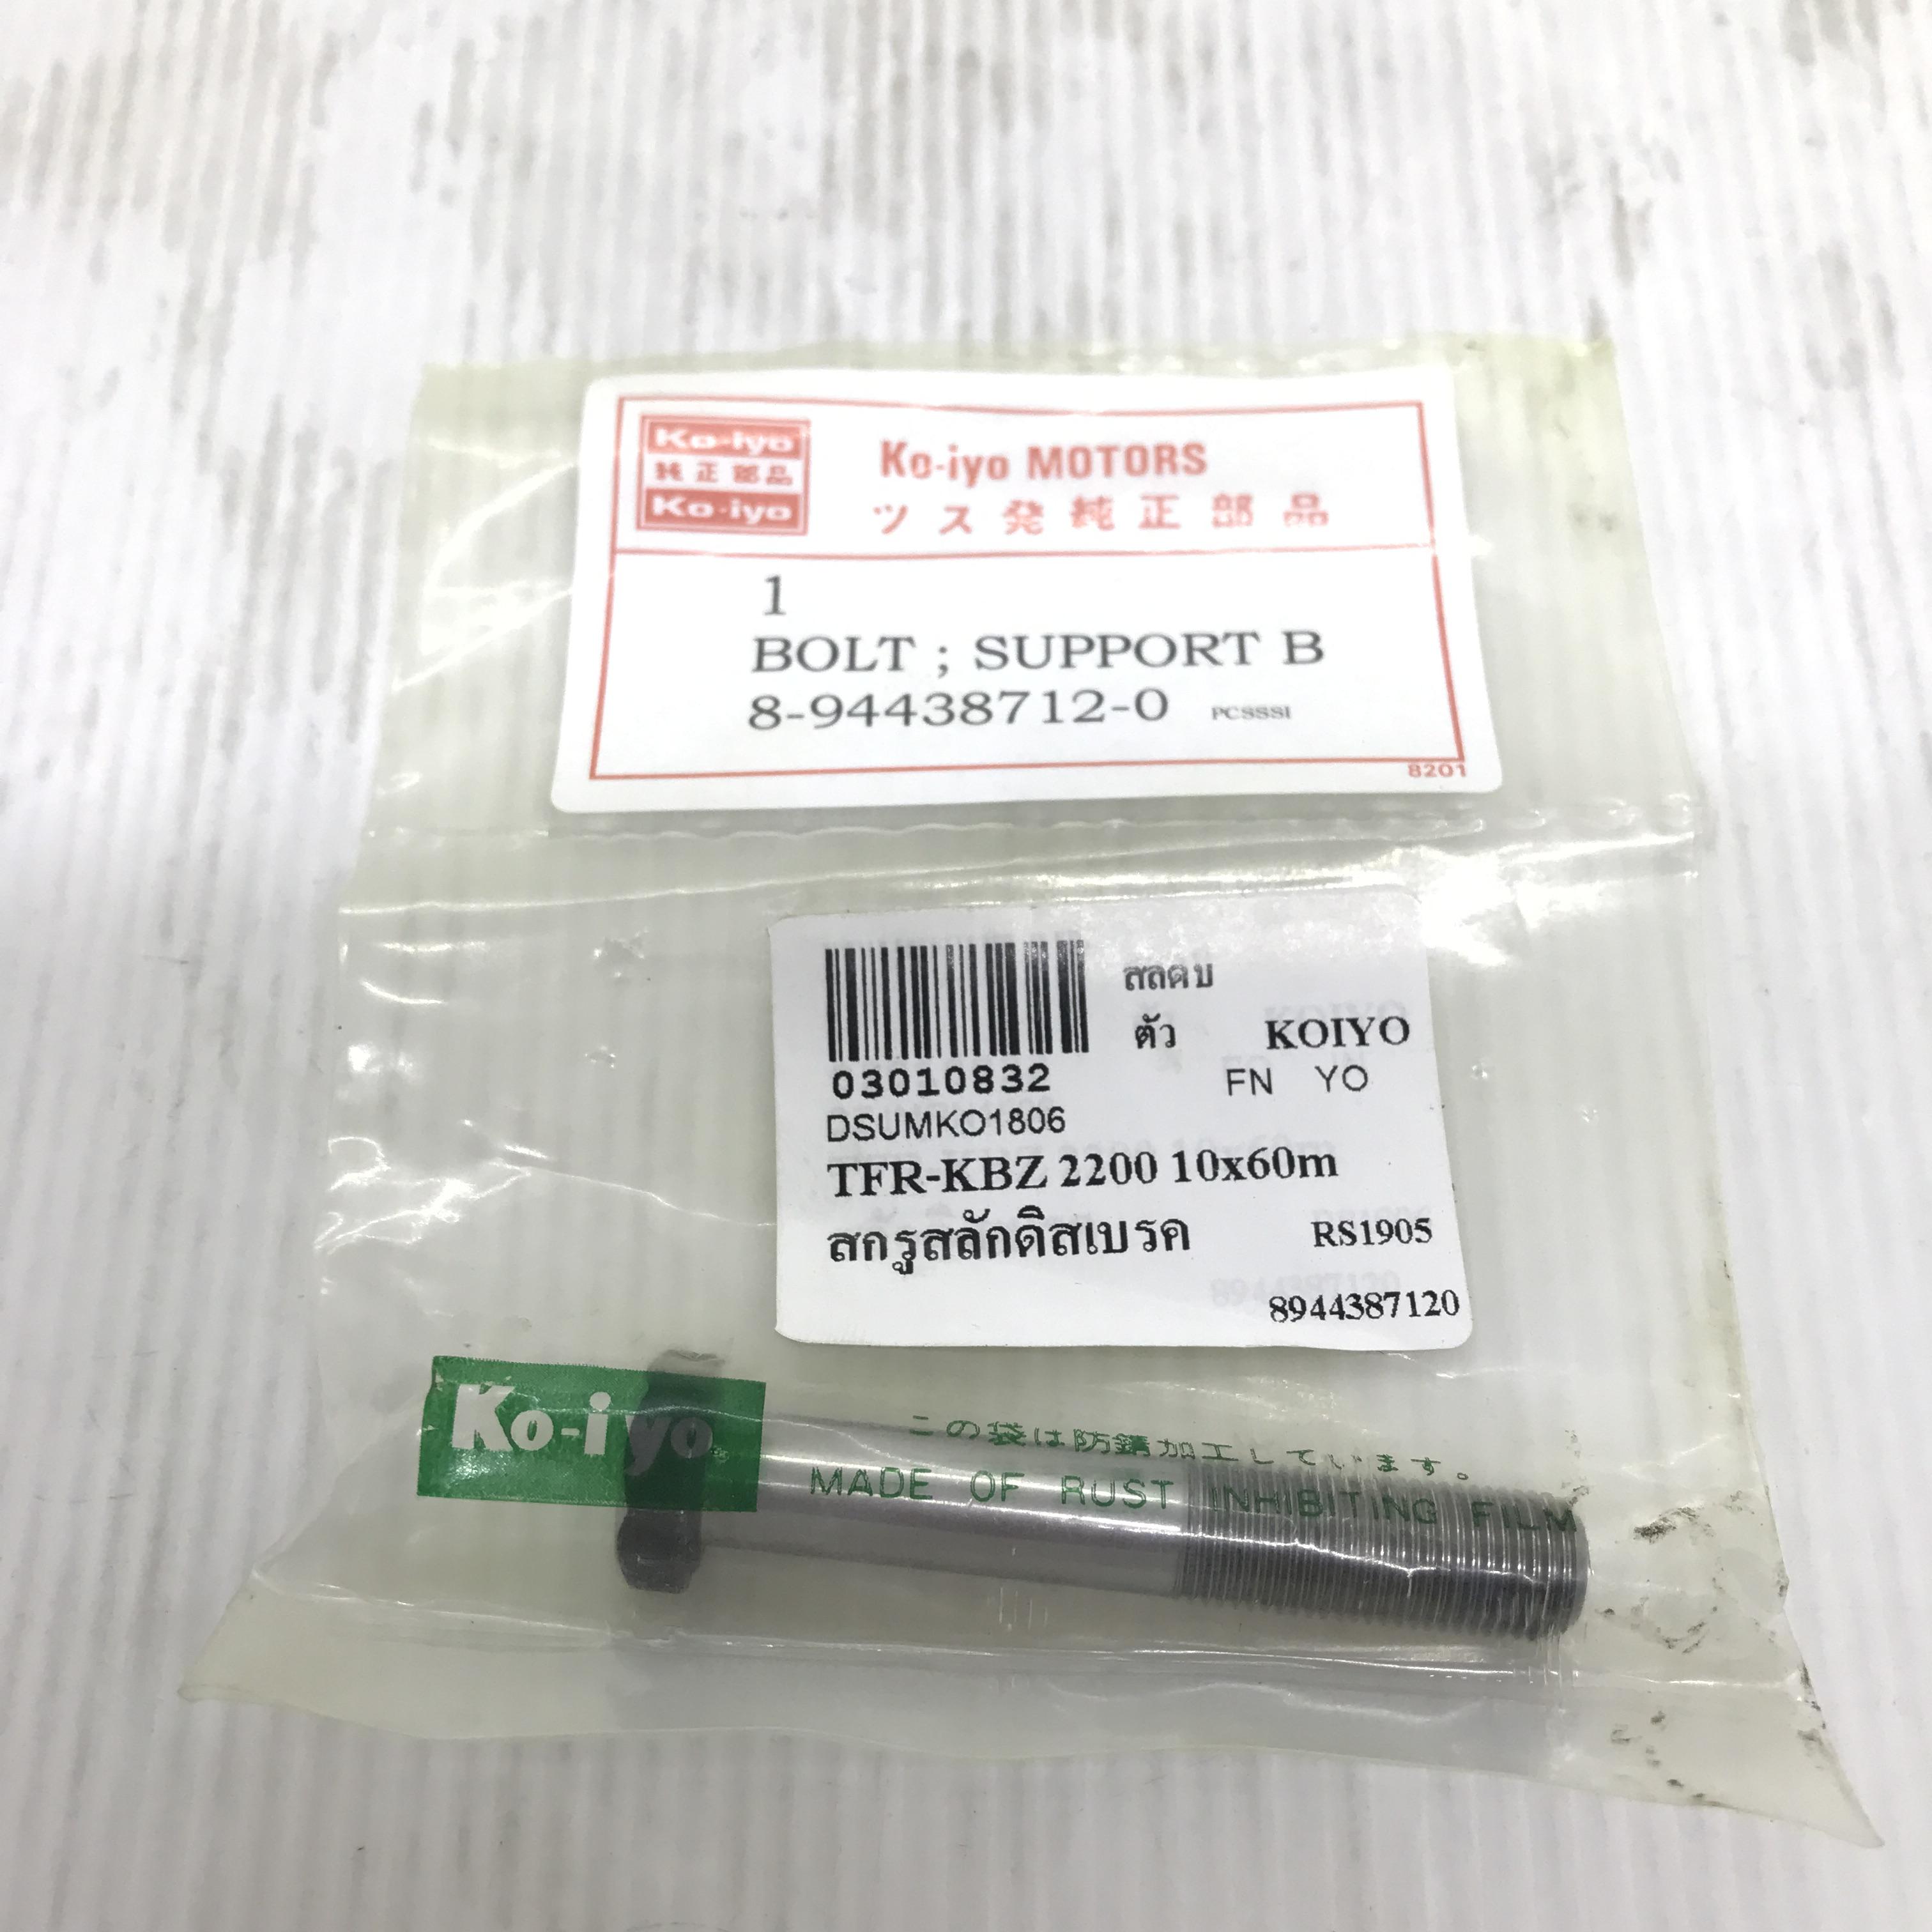 Ko-iyo
純正部品
Ko-iyo
Ko-iyo MOTORS
ツス発純正部品
1
BOLT ; SUPPORT B
8-94438712-0 PCSSSI
8201
สลดบ
ตัว KOIYO
03010832 FN YO
DSUMKO1806
TFR-KBZ 2200 10x60m
สกรูสลักดิสเบรค RS1905
8944387120
Ko-iyo
この袋は防錆加工しています。
MADE OF RUST INHIBITING FILM